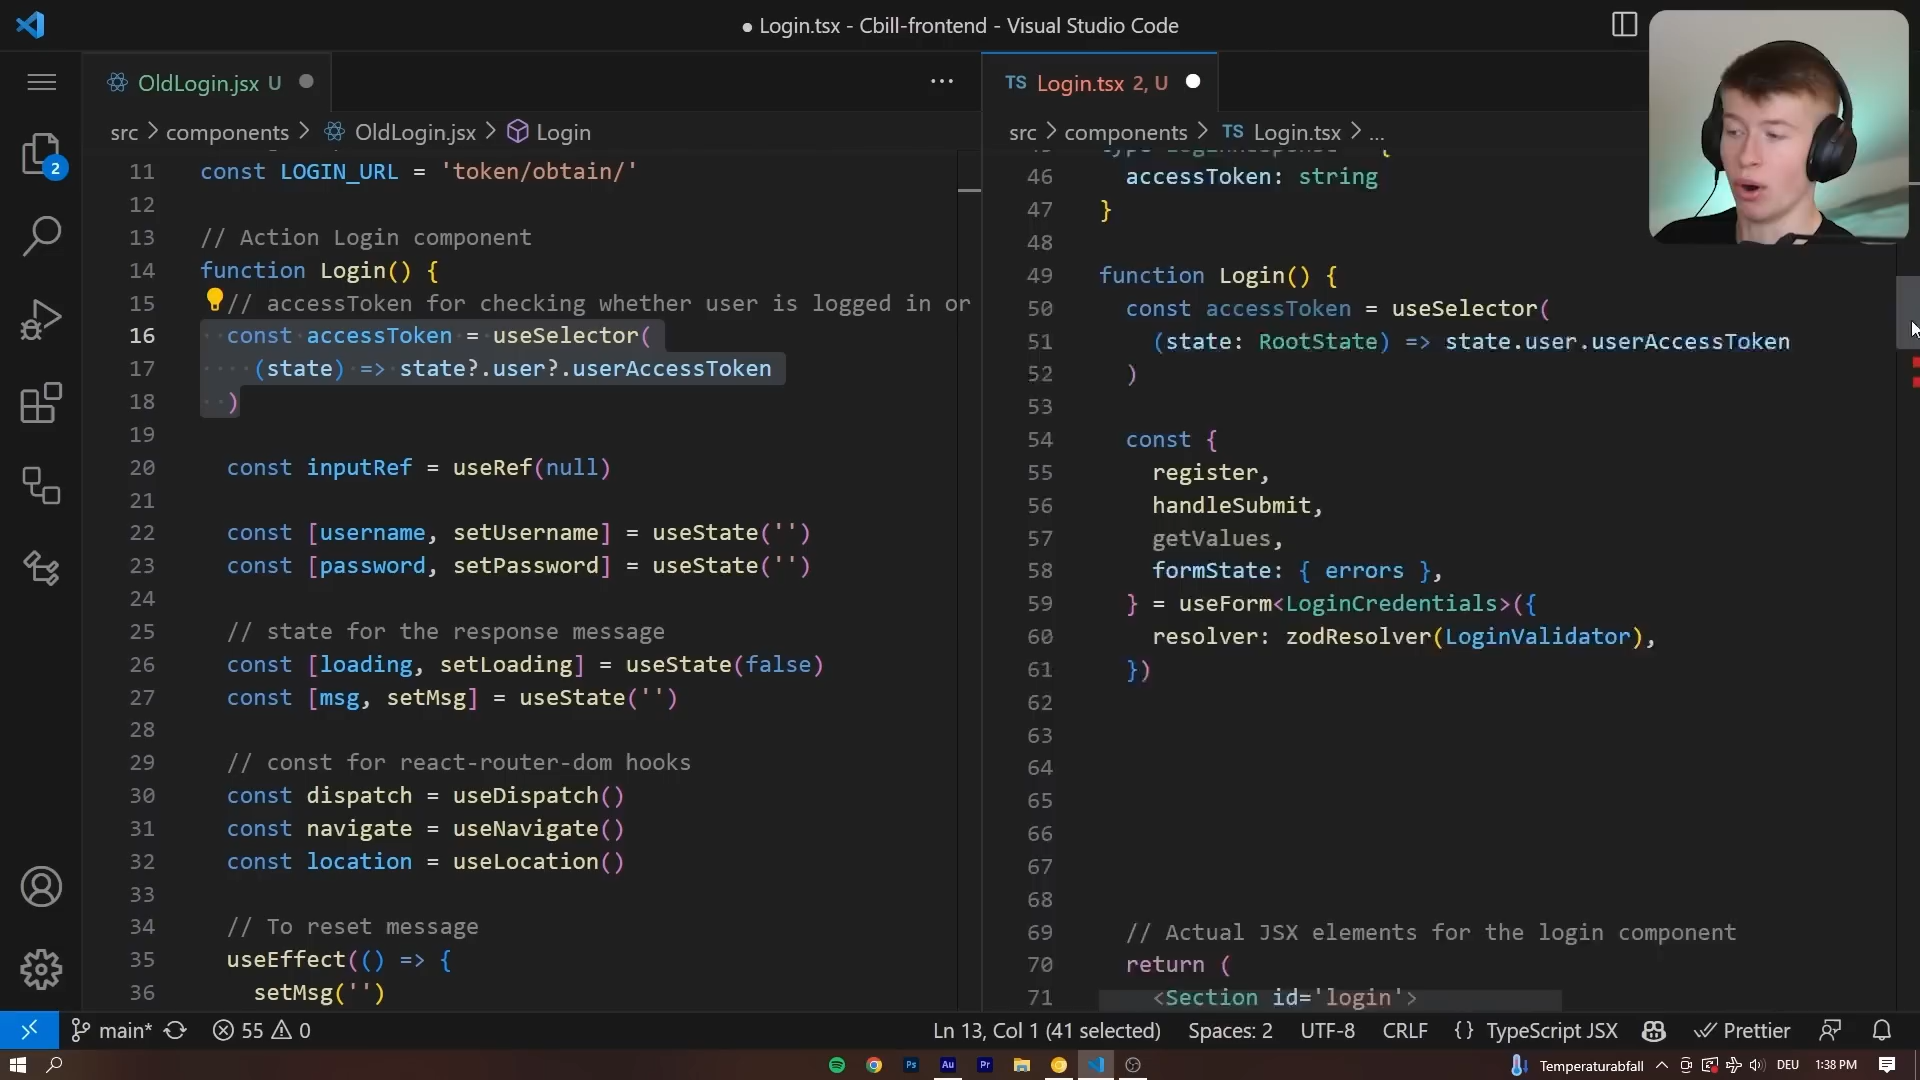 ● Login.tsx - Cbill-frontend - Visual Studio Code
OldLogin.jsx U
TS Login.tsx 2, U
src > components > OldLogin.jsx > Login
src > components > TS Login.tsx > ...
2
11 const LOGIN_URL = 'token/obtain/'
12
13 // Action Login component
14 function Login() {
15 // accessToken for checking whether user is logged in or
16 const accessToken = useSelector(
17 (state) => state?.user?.userAccessToken
18 )
19
20 const inputRef = useRef(null)
21
22 const [username, setUsername] = useState('')
23 const [password, setPassword] = useState('')
24
25 // state for the response message
26 const [loading, setLoading] = useState(false)
27 const [msg, setMsg] = useState('')
28
29 // const for react-router-dom hooks
30 const dispatch = useDispatch()
31 const navigate = useNavigate()
32 const location = useLocation()
33
34 // To reset message
35 useEffect(() => {
36 setMsg('')
46 accessToken: string
47 }
48
49 function Login() {
50 const accessToken = useSelector(
51 (state: RootState) => state.user.userAccessToken
52 )
53
54 const {
55 register,
56 handleSubmit,
57 getValues,
58 formState: { errors },
59 } = useForm<LoginCredentials>({
60 resolver: zodResolver(LoginValidator),
61 })
62
63
64
65
66
67
68
69 // Actual JSX elements for the login component
70 return (
71 <Section id='login'>
main* 55 0 Ln 13, Col 1 (41 selected) Spaces: 2 UTF-8 CRLF {} TypeScript JSX Prettier
Ps Au Pr Temperaturabfall DEU 1:38 PM